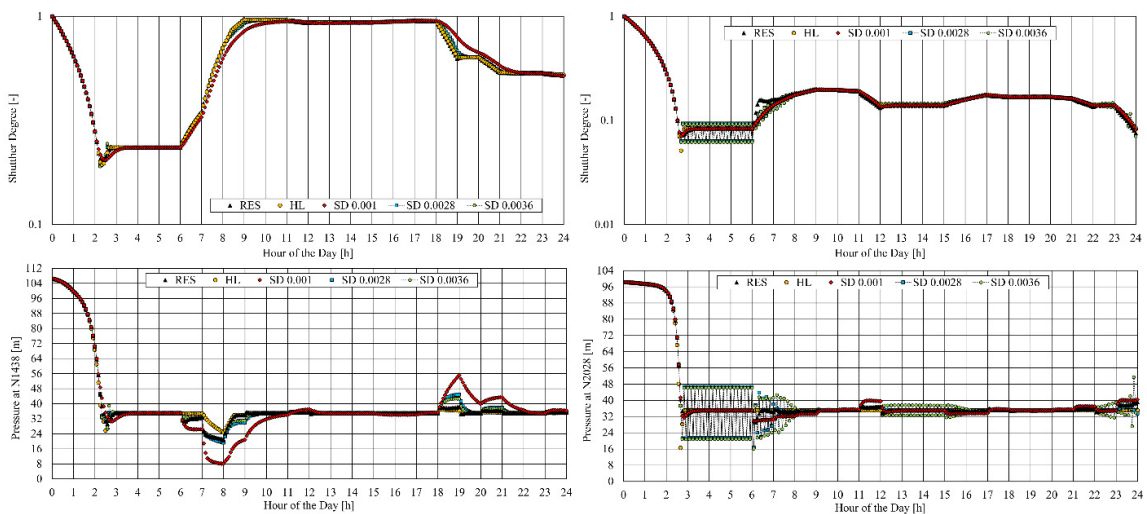 1
Shutther Degree [-]
0.1
RES HL SD 0.001 SD 0.0028 SD 0.0036
0 1 2 3 4 5 6 7 8 9 10 11 12 13 14 15 16 17 18 19 20 21 22 23 24
Hour of the Day [h]
1
0.1
0.01
Shutther Degree [-]
RES HL SD 0.001 SD 0.0028 SD 0.0036
0 1 2 3 4 5 6 7 8 9 10 11 12 13 14 15 16 17 18 19 20 21 22 23 24
Hour of the Day [h]
112
104
96
88
80
72
64
56
48
40
32
24
16
8
0
Pressure at N1438 [m]
RES HL SD 0.001 SD 0.0028 SD 0.0036
0 1 2 3 4 5 6 7 8 9 10 11 12 13 14 15 16 17 18 19 20 21 22 23 24
Hour of the Day [h]
104
96
88
80
72
64
56
48
40
32
24
16
8
0
Pressure at N2028 [m]
RES HL SD 0.001 SD 0.0028 SD 0.0036
0 1 2 3 4 5 6 7 8 9 10 11 12 13 14 15 16 17 18 19 20 21 22 23 24
Hour of the Day [h]